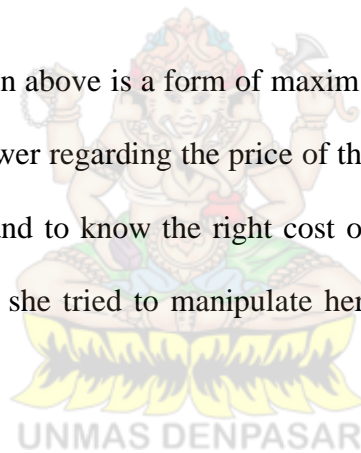 n above is a form of maxim
wer regarding the price of th
and to know the right cost o
she tried to manipulate her
UNMAS DENPASAR